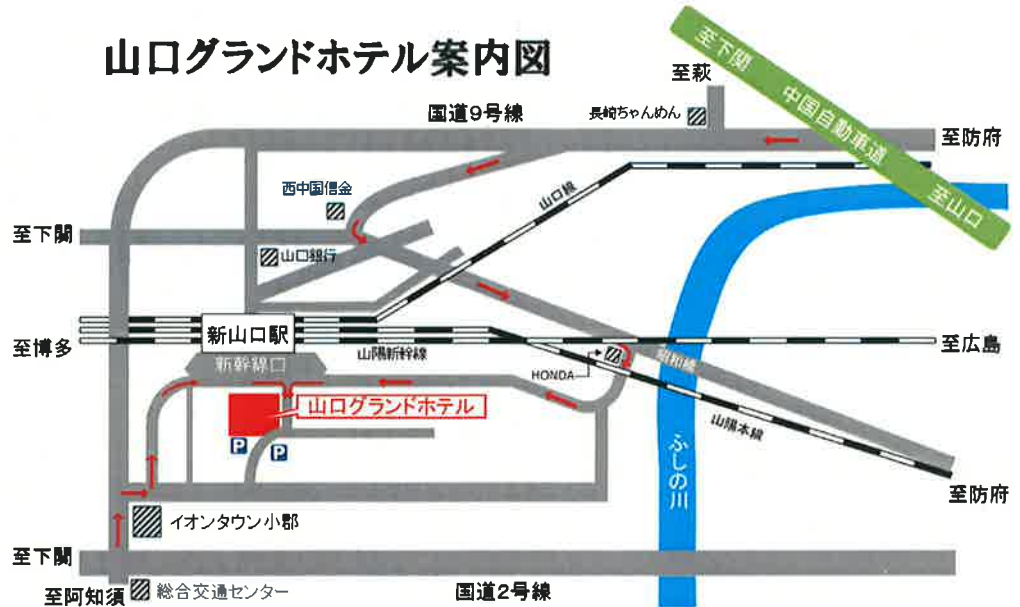 山口グランドホテル案内図
至下関
中国自動車道
至山口
至萩
国道9号線
長崎ちゃんめん
至防府
西中国信金
山口線
至下関
山口銀行
新山口駅
至博多
山陽新幹線
至広島
新幹線口
HONDA
昭和橋
山口グランドホテル
山陽本線
P
P
ふしの川
至防府
イオンタウン小郡
至下関
国道2号線
至阿知須
総合交通センター